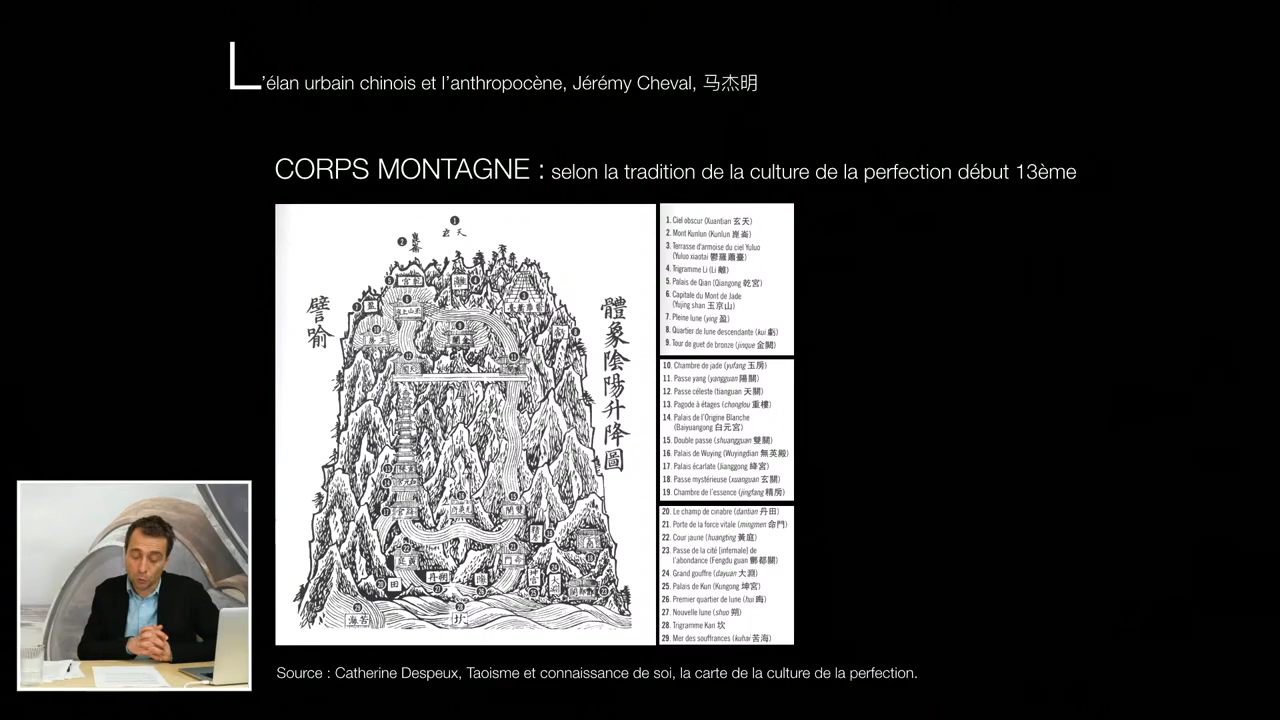 L'élan urbain chinois et l'anthropocène, Jérémy Cheval, 马杰明
CORPS MONTAGNE : selon la tradition de la culture de la perfection début 13ème
譬喻
體象陰陽升降圖
1. Ciel obscur (Xuantian 玄天)
2. Mont Kunlun (Kunlun 崑崙)
3. Terrasse d'armoise du ciel Yuluo
(Yuluo xiaotai 鬱羅蕭臺)
4. Trigramme Li (Li 離)
5. Palais de Qian (Qiangong 乾宮)
6. Capitale du Mont de Jade
(Yujing shan 玉京山)
7. Pleine lune (ying 盈)
8. Quartier de lune descendante (kui 虧)
9. Tour de guet de bronze (jinque 金闕)
10. Chambre de jade (yufang 玉房)
11. Passe yang (yangguan 陽關)
12. Passe céleste (tianguan 天關)
13. Pagode à étages (chonglou 重樓)
14. Palais de l'Origine Blanche
(Baiyuangong 白元宮)
15. Double passe (shuangguan 雙關)
16. Palais de Wuying (Wuyingdian 無英殿)
17. Palais écarlate (Jianggong 絳宮)
18. Passe mystérieuse (xuanguan 玄關)
19. Chambre de l'essence (jingfang 精房)
20. Le champ de cinabre (dantian 丹田)
21. Porte de la force vitale (mingmen 命門)
22. Cour jaune (huangting 黃庭)
23. Passe de la cité [infernale] de
l'abondance (Fengdu guan 酆都關)
24. Grand gouffre (dayuan 大淵)
25. Palais de Kun (Kungong 坤宮)
26. Premier quartier de lune (hui 晦)
27. Nouvelle lune (shuo 朔)
28. Trigramme Kan 坎
29. Mer des souffrances (kuhai 苦海)
Source : Catherine Despeux, Taoisme et connaissance de soi, la carte de la culture de la perfection.